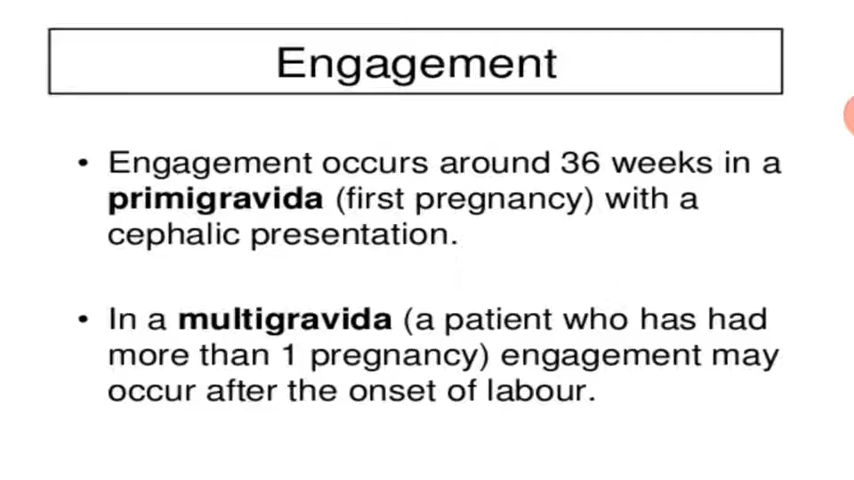 Engagement
• Engagement occurs around 36 weeks in a
primigravida (first pregnancy) with a
cephalic presentation.
• In a multigravida (a patient who has had
more than 1 pregnancy) engagement may
occur after the onset of labour.